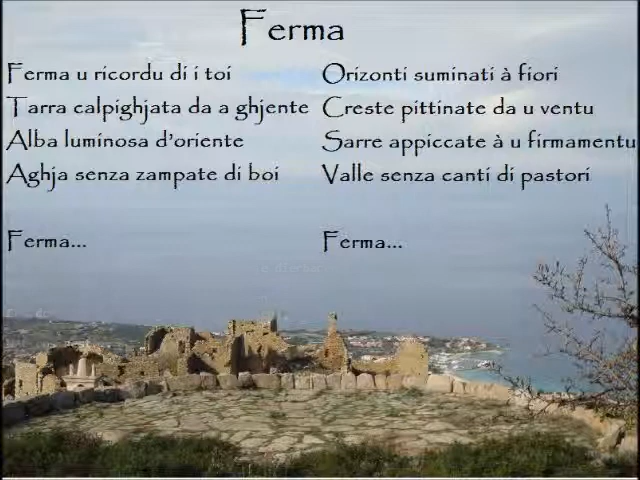 Ferma
Ferma u ricordu di i toi
Tarra calpighjata da a ghjente
Alba luminosa d'oriente
Aghja senza zampate di boi
Ferma...
Orizonti suminati à fiori
Creste pittinate da u ventu
Sarre appiccate à u firmamentu
Valle senza canti di pastori
Ferma...